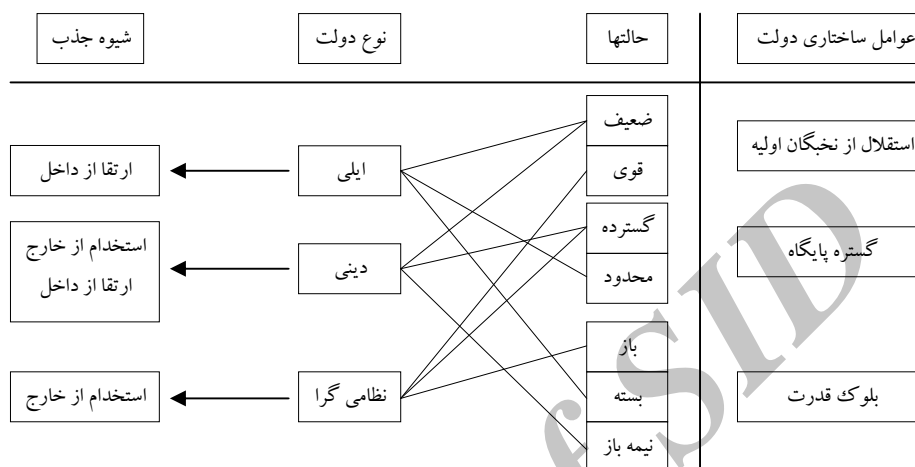 عوامل ساختاری دولت
حالتها
نوع دولت
شیوه جذب
استقلال از نخبگان اولیه
ضعیف
قوی
ایلی
ارتقا از داخل
گستره پایگاه
گسترده
محدود
دینی
استخدام از خارج
ارتقا از داخل
بلوک قدرت
باز
بسته
نیمه باز
نظامی گرا
استخدام از خارج
f SID